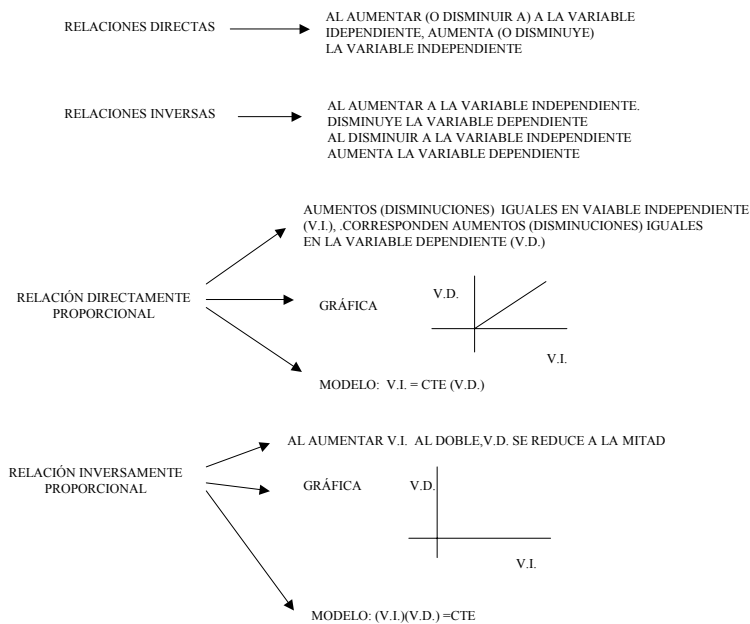 RELACIONES DIRECTAS
AL AUMENTAR (O DISMINUIR A) A LA VARIABLE
IDEPENDIENTE, AUMENTA (O DISMINUYE)
LA VARIABLE INDEPENDIENTE
RELACIONES INVERSAS
AL AUMENTAR A LA VARIABLE INDEPENDIENTE.
DISMINUYE LA VARIABLE DEPENDIENTE
AL DISMINUIR A LA VARIABLE INDEPENDIENTE
AUMENTA LA VARIABLE DEPENDIENTE
RELACIÓN DIRECTAMENTE
PROPORCIONAL
AUMENTOS (DISMINUCIONES) IGUALES EN VAIABLE INDEPENDIENTE
(V.I.), .CORRESPONDEN AUMENTOS (DISMINUCIONES) IGUALES
EN LA VARIABLE DEPENDIENTE (V.D.)
GRÁFICA
V.D.
V.I.
MODELO: V.I. = CTE (V.D.)
RELACIÓN INVERSAMENTE
PROPORCIONAL
AL AUMENTAR V.I. AL DOBLE,V.D. SE REDUCE A LA MITAD
GRÁFICA
V.D.
V.I.
MODELO: (V.I.)(V.D.) =CTE